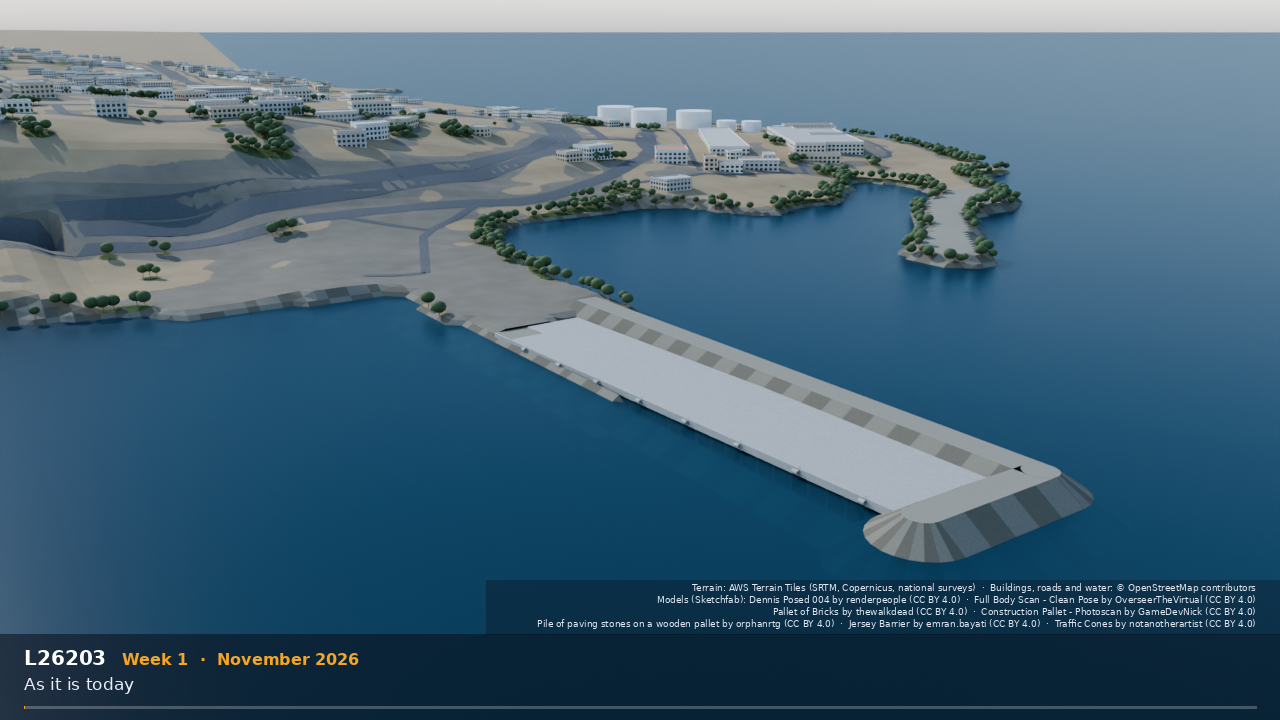 Terrain: AWS Terrain Tiles (SRTM, Copernicus, national surveys)  ·  Buildings, roads and water: © OpenStreetMap contributors
Models (Sketchfab): Dennis Posed 004 by renderpeople (CC BY 4.0)  ·  Full Body Scan - Clean Pose by OverseerTheVirtual (CC BY 4.0)
Pallet of Bricks by thewalkdead (CC BY 4.0)  ·  Construction Pallet - Photoscan by GameDevNick (CC BY 4.0)
Pile of paving stones on a wooden pallet by orphanrtg (CC BY 4.0)  ·  Jersey Barrier by emran.bayati (CC BY 4.0)  ·  Traffic Cones by notanotherartist (CC BY 4.0)
L26203 Week 1 · November 2026
As it is today